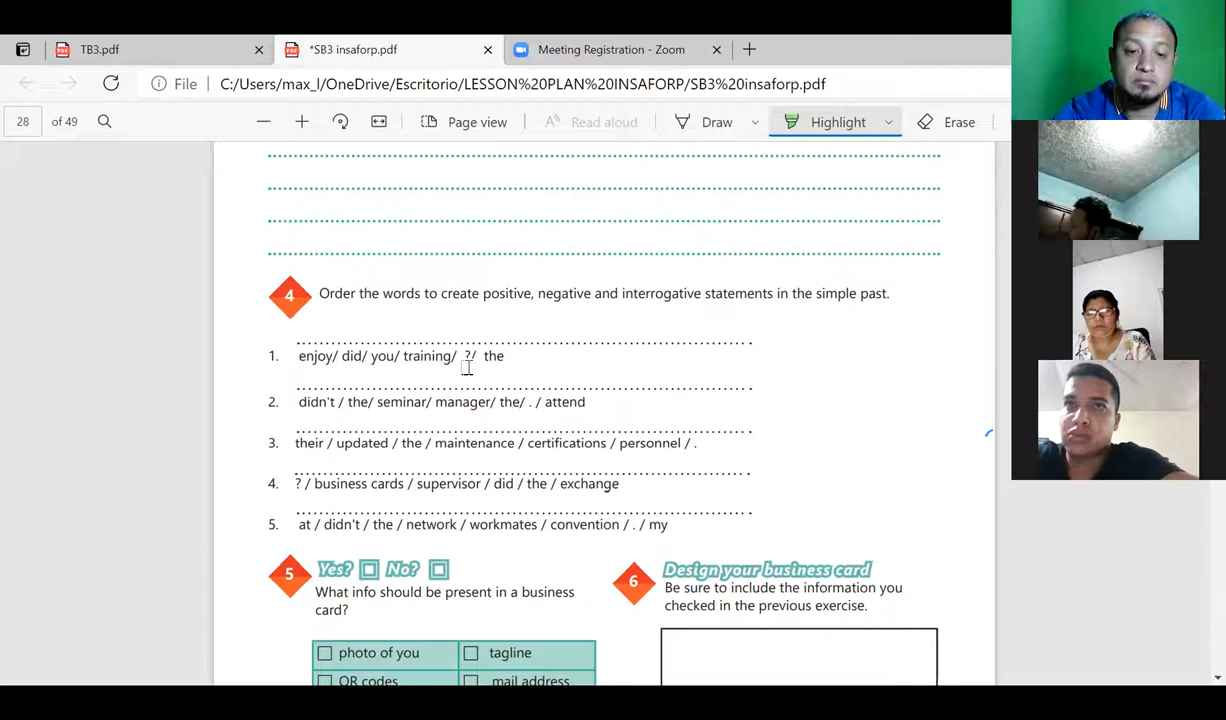 TB3.pdf
*SB3 insaforp.pdf
Meeting Registration - Zoom
File C:/Users/max_l/OneDrive/Escritorio/LESSON%20PLAN%20INSAFORP/SB3%20insaforp.pdf
28 of 49 Page view Read aloud Draw Highlight Erase
4 Order the words to create positive, negative and interrogative statements in the simple past.
1. enjoy/ did/ you/ training/ ?/ the
2. didn't / the/ seminar/ manager/ the/ . / attend
3. their / updated / the / maintenance / certifications / personnel / .
4. ? / business cards / supervisor / did / the / exchange
5. at / didn't / the / network / workmates / convention / . / my
5 Yes? No?
What info should be present in a business
card?
photo of you tagline
QR codes mail address
6 Design your business card
Be sure to include the information you
checked in the previous exercise.